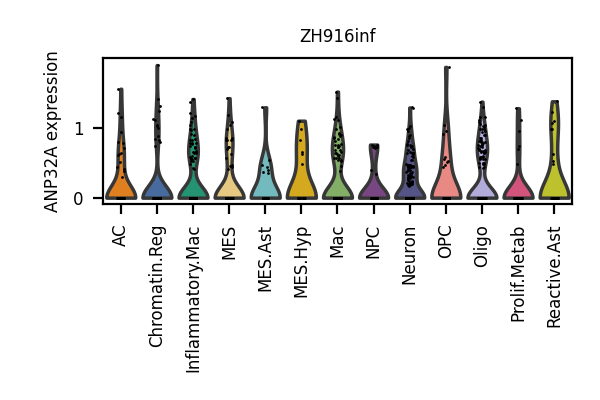 ZH916inf
ANP32A expression
1
0
AC
Chromatin.Reg
Inflammatory.Mac
MES
MES.Ast
MES.Hyp
Mac
NPC
Neuron
OPC
Oligo
Prolif.Metab
Reactive.Ast